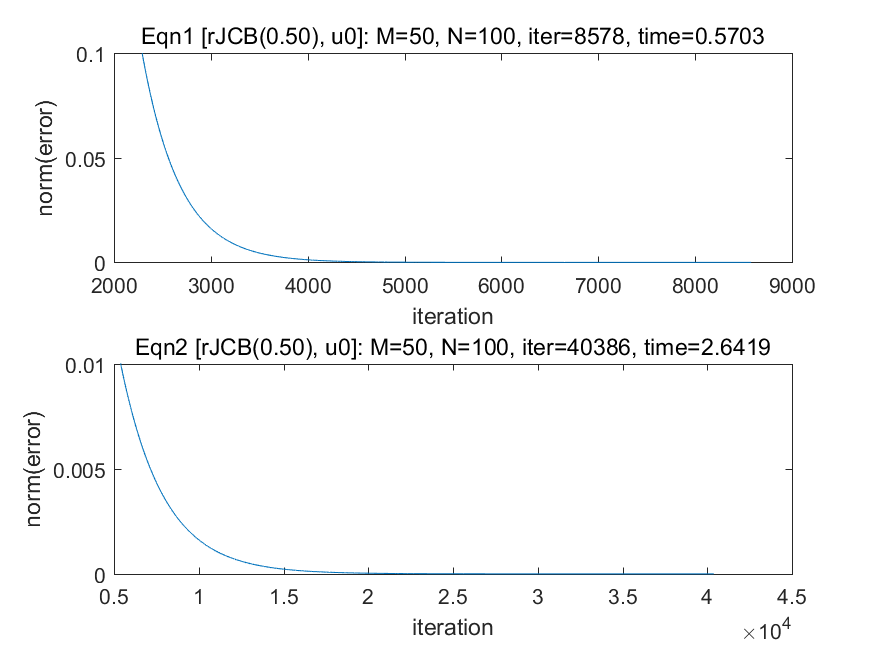 Eqn1 [rJCB(0.50), u0]: M=50, N=100, iter=8578, time=0.5703
0.1
0.05
0
norm(error)
2000 3000 4000 5000 6000 7000 8000 9000
iteration
Eqn2 [rJCB(0.50), u0]: M=50, N=100, iter=40386, time=2.6419
0.01
0.005
0
norm(error)
0.5 1 1.5 2 2.5 3 3.5 4 4.5
iteration
×10⁴